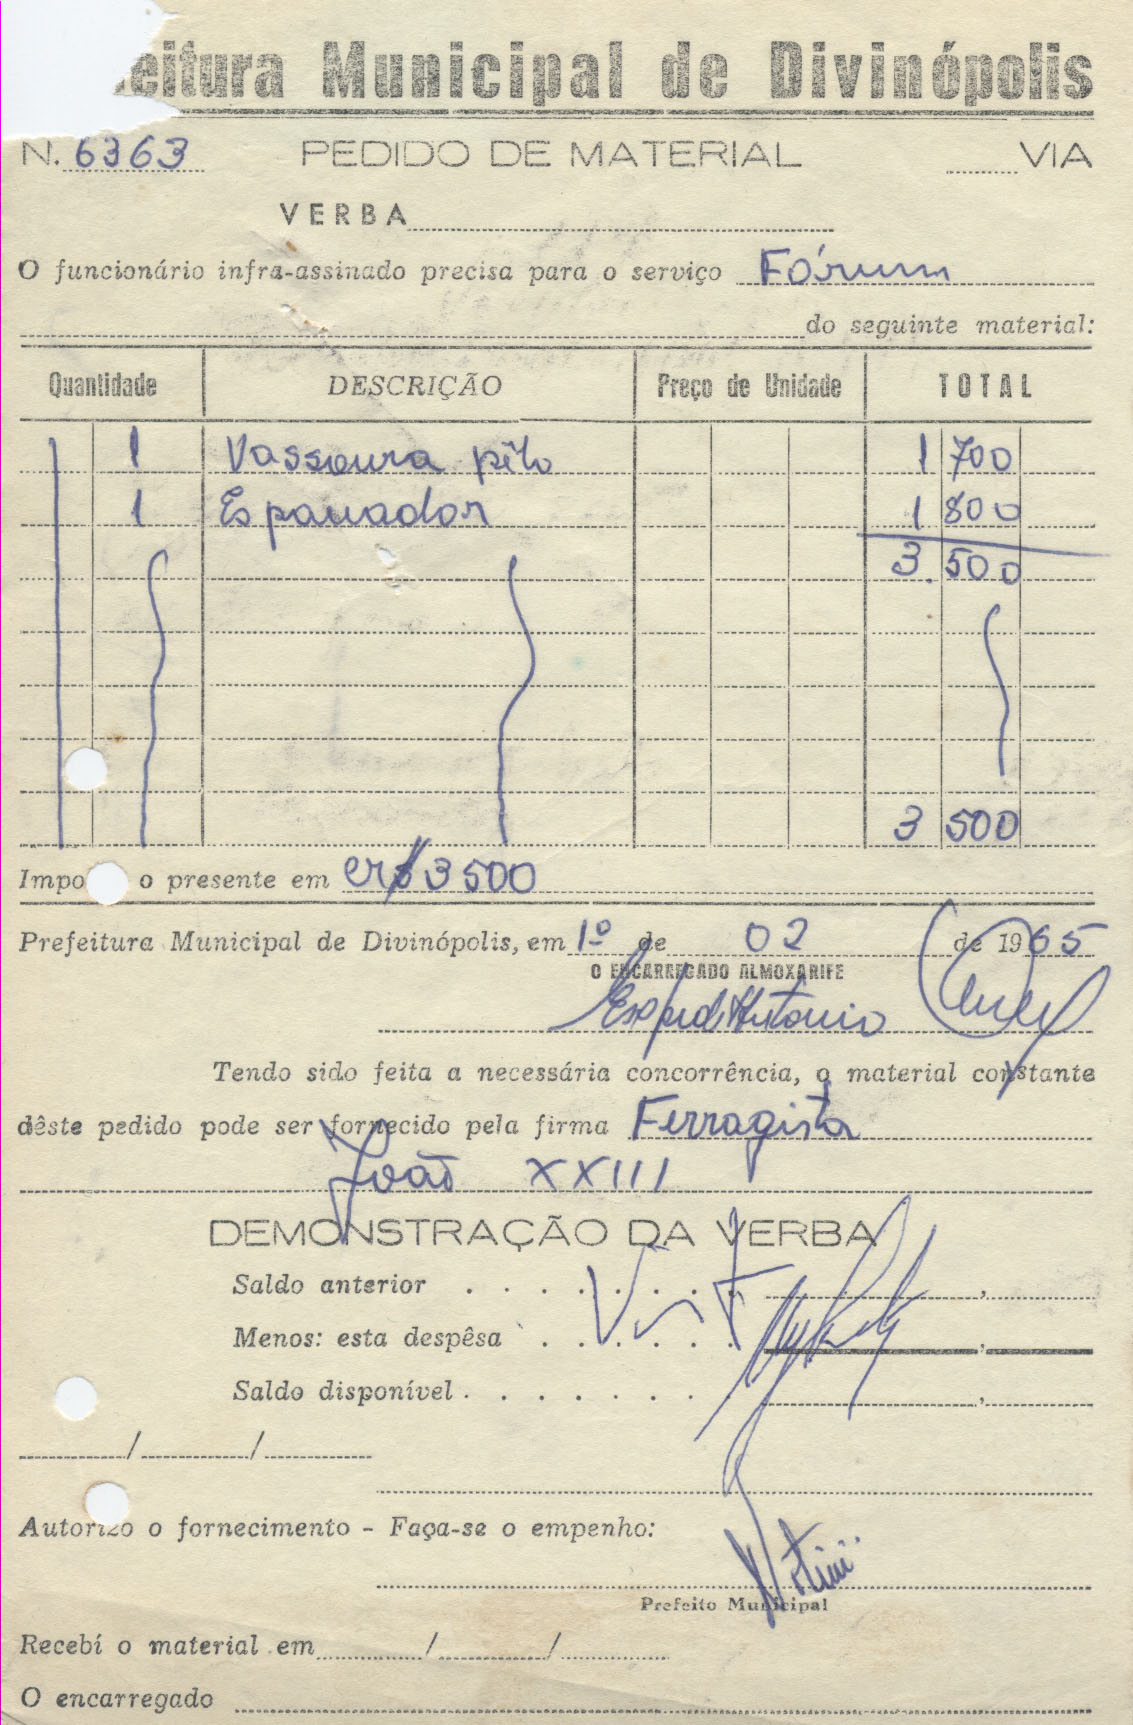 eitura Municipal de Divinópolis
N. 6363 PEDIDO DE MATERIAL VIA
VERBA
O funcionário infra-assinado precisa para o serviço Fórum
do seguinte material:
Quantidade DESCRIÇÃO Preço de Unidade TOTAL
1 Vassoura pêlo 1 700
1 Espanador 1 800
3.500
3 500
Impo o presente em Cr$ 3 500
Prefeitura Municipal de Divinópolis, em 1º de 02 de 1965
O ENCARREGADO ALMOXARIFE
Antonio
Tendo sido feita a necessária concorrência, o material constante
dêste pedido pode ser fornecido pela firma Ferragista
João XXIII
DEMONSTRAÇÃO DA VERBA
Saldo anterior . . . . . . . ,
Menos: esta despêsa . . . . . . ,
Saldo disponível . . . . . . . ,
/ /
Autorizo o fornecimento - Faça-se o empenho:
Prefeito Municipal
Recebí o material em / /
O encarregado